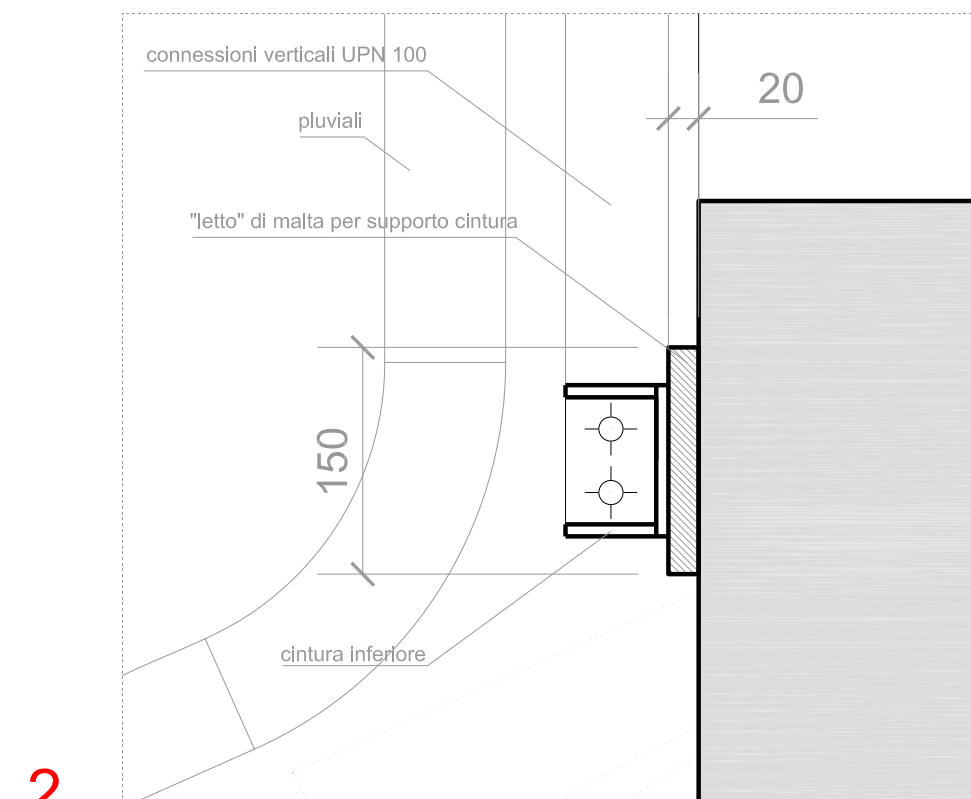 connessioni verticali UPN 100
20
pluviali
"letto" di malta per supporto cintura
150
cintura inferiore
2